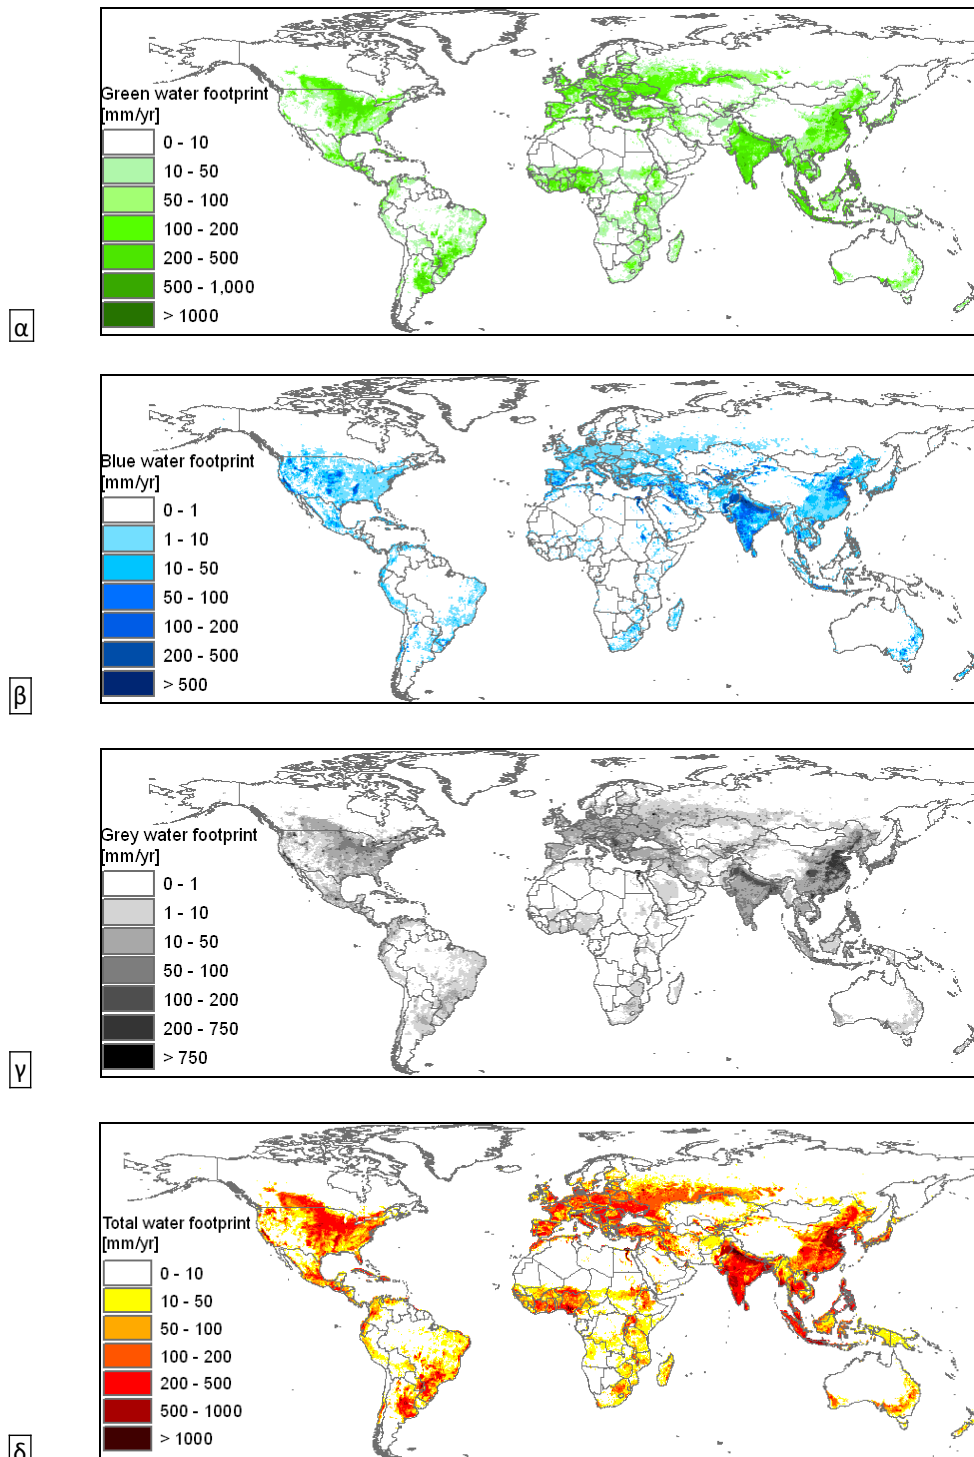 Green water footprint
[mm/yr]
0 - 10
10 - 50
50 - 100
100 - 200
200 - 500
500 - 1,000
> 1000
α
Blue water footprint
[mm/yr]
0 - 1
1 - 10
10 - 50
50 - 100
100 - 200
200 - 500
> 500
β
Grey water footprint
[mm/yr]
0 - 1
1 - 10
10 - 50
50 - 100
100 - 200
200 - 750
> 750
γ
Total water footprint
[mm/yr]
0 - 10
10 - 50
50 - 100
100 - 200
200 - 500
500 - 1000
> 1000
δ